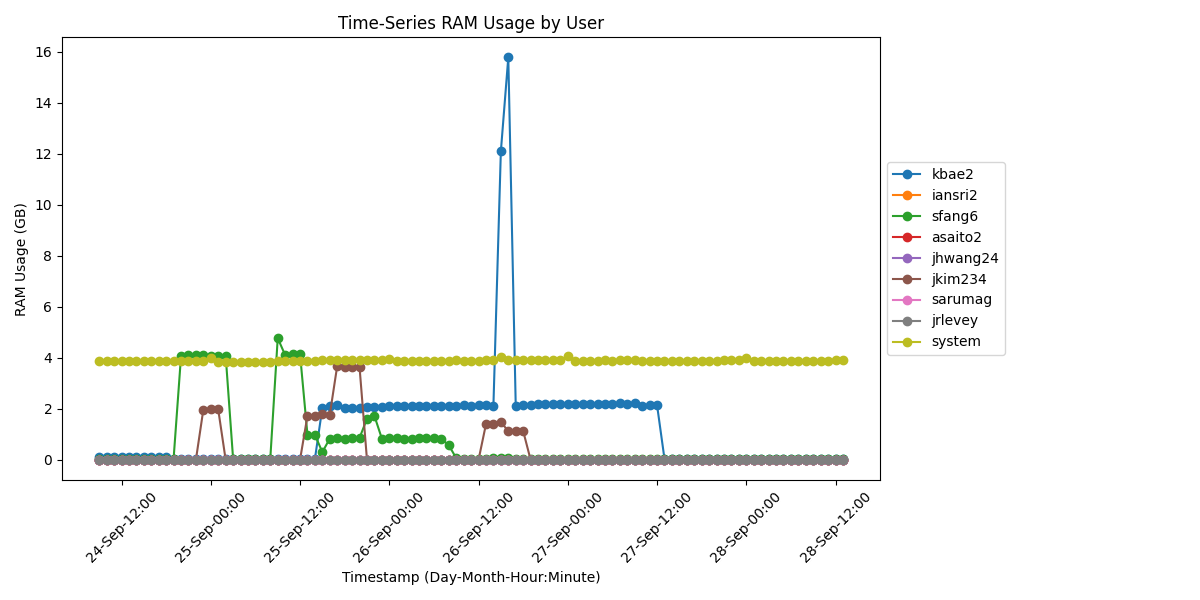 Time-Series RAM Usage by User
RAM Usage (GB)
16
14
12
10
8
6
4
2
0
24-Sep-12:00
25-Sep-00:00
25-Sep-12:00
26-Sep-00:00
26-Sep-12:00
27-Sep-00:00
27-Sep-12:00
28-Sep-00:00
28-Sep-12:00
Timestamp (Day-Month-Hour:Minute)
kbae2
iansri2
sfang6
asaito2
jhwang24
jkim234
sarumag
jrlevey
system